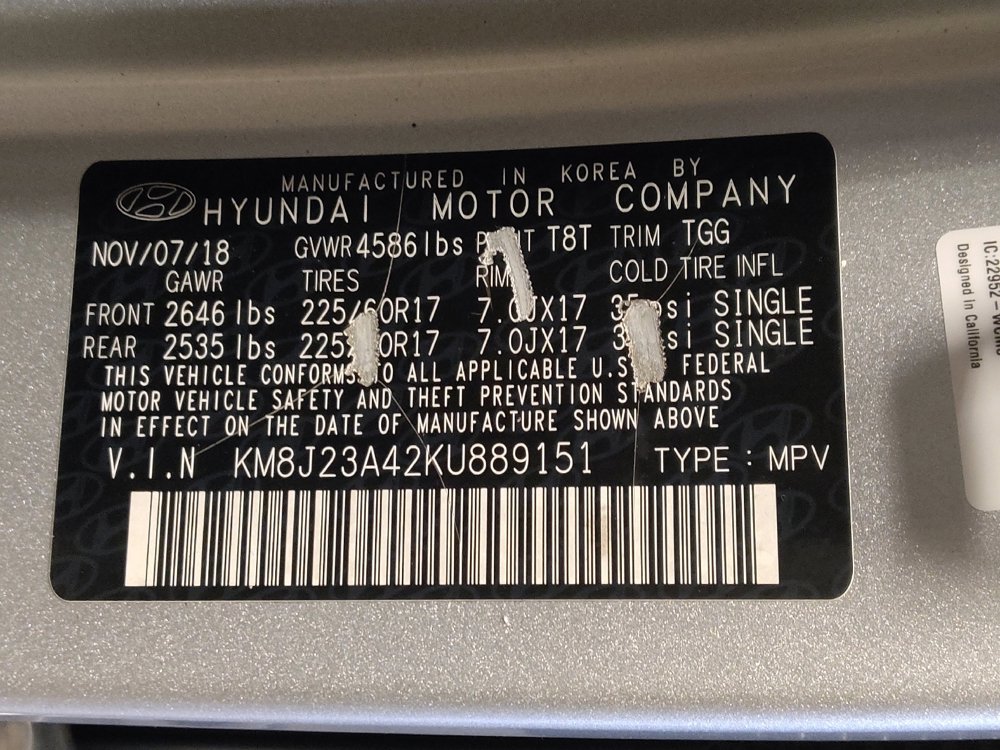 MANUFACTURED IN KOREA BY
HYUNDAI MOTOR COMPANY
NOV/07/18 GVWR 4586 lbs T8T TRIM TGG
GAWR TIRES COLD TIRE INFL
FRONT 2646 lbs 7.0JX17 SINGLE
REAR 2535 lbs 7.0JX17 SINGLE
THIS VEHICLE CONFORMS TO ALL APPLICABLE FEDERAL
MOTOR VEHICLE SAFETY AND THEFT PREVENTION STANDARDS
IN EFFECT ON THE DATE OF MANUFACTURE SHOWN ABOVE
V.I.N KM8J23A42KU889151 TYPE : MPV
Designed in California